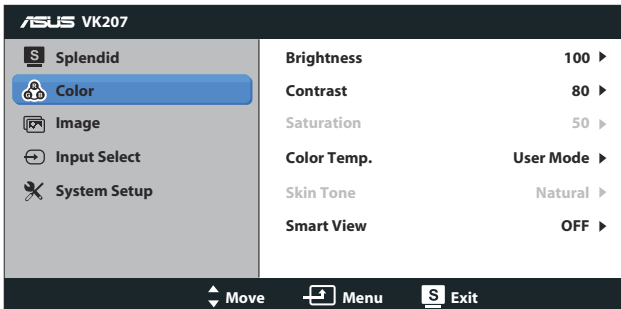 ASUS VK207
S Splendid
Color
Image
Input Select
System Setup
Brightness 100
Contrast 80
Saturation 50
Color Temp. User Mode
Skin Tone Natural
Smart View OFF
Move Menu S Exit